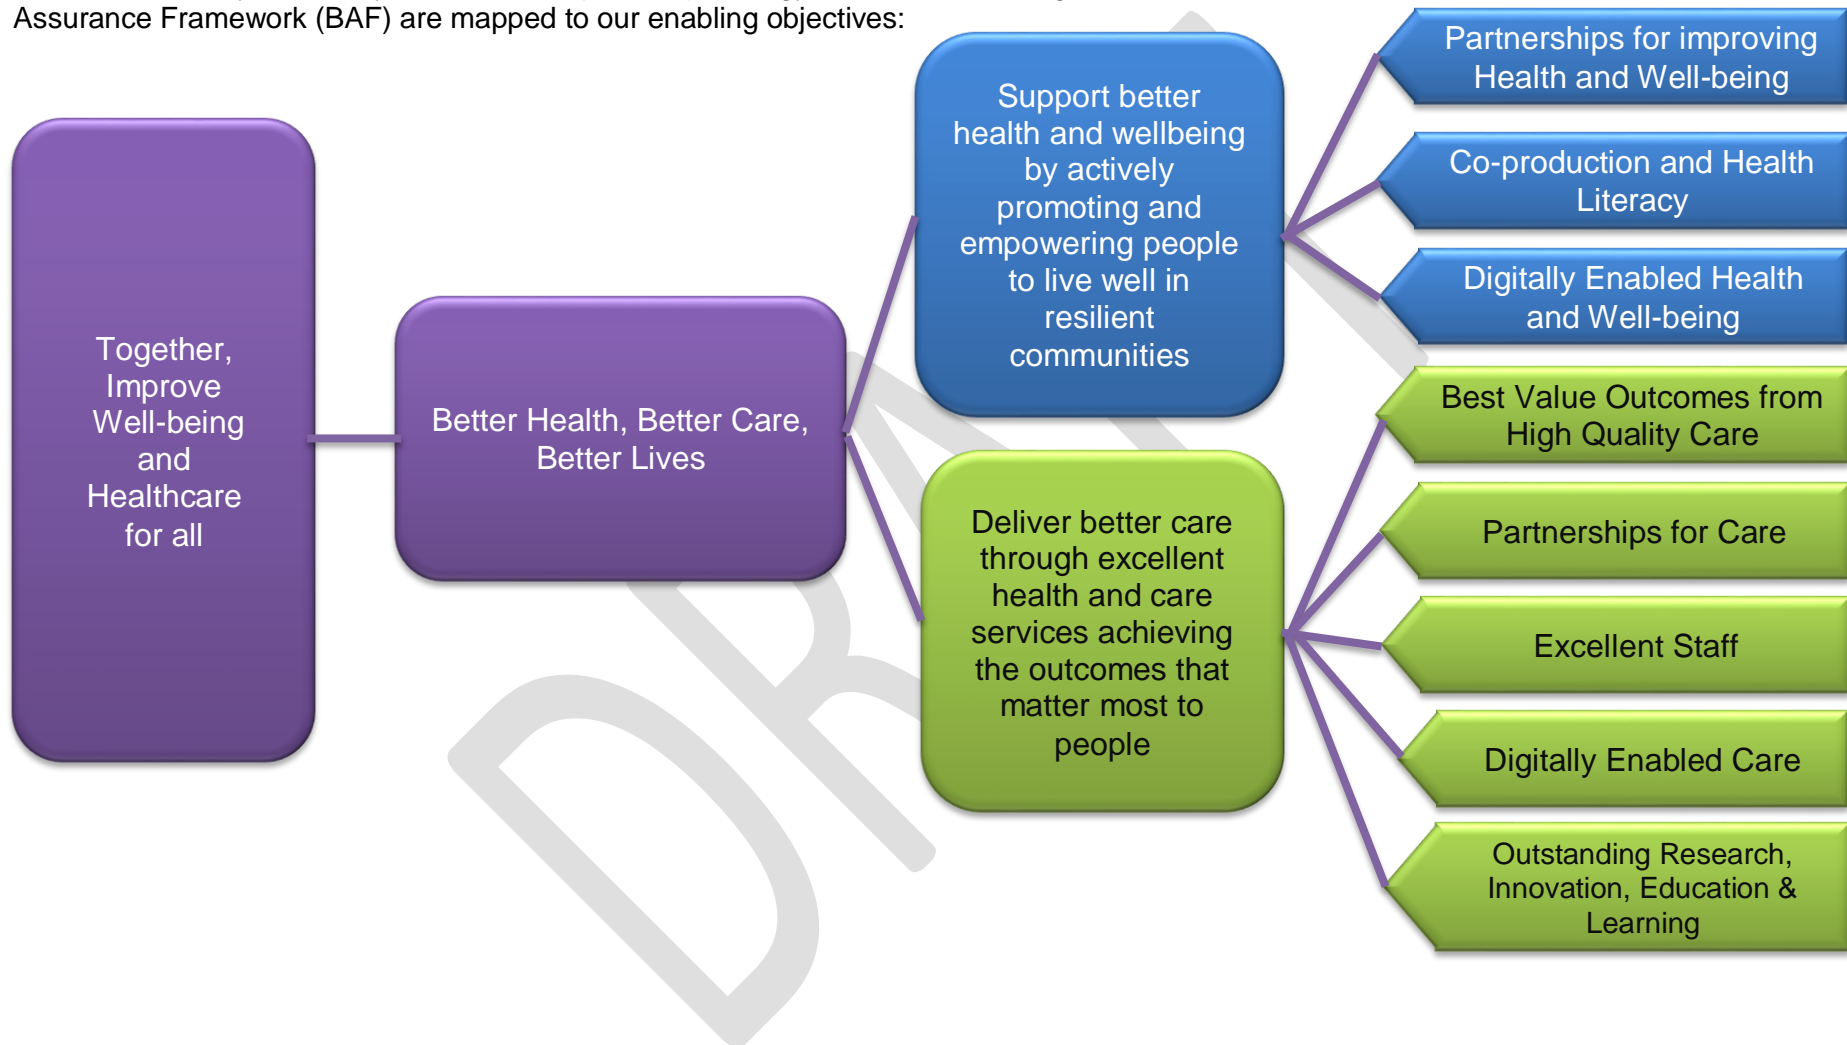 Assurance Framework (BAF) are mapped to our enabling objectives:
Together,
Improve
Well-being
and
Healthcare
for all
Better Health, Better Care,
Better Lives
Support better
health and wellbeing
by actively
promoting and
empowering people
to live well in
resilient
communities
Deliver better care
through excellent
health and care
services achieving
the outcomes that
matter most to
people
Partnerships for improving
Health and Well-being
Co-production and Health
Literacy
Digitally Enabled Health
and Well-being
Best Value Outcomes from
High Quality Care
Partnerships for Care
Excellent Staff
Digitally Enabled Care
Outstanding Research,
Innovation, Education &
Learning
DRAFT